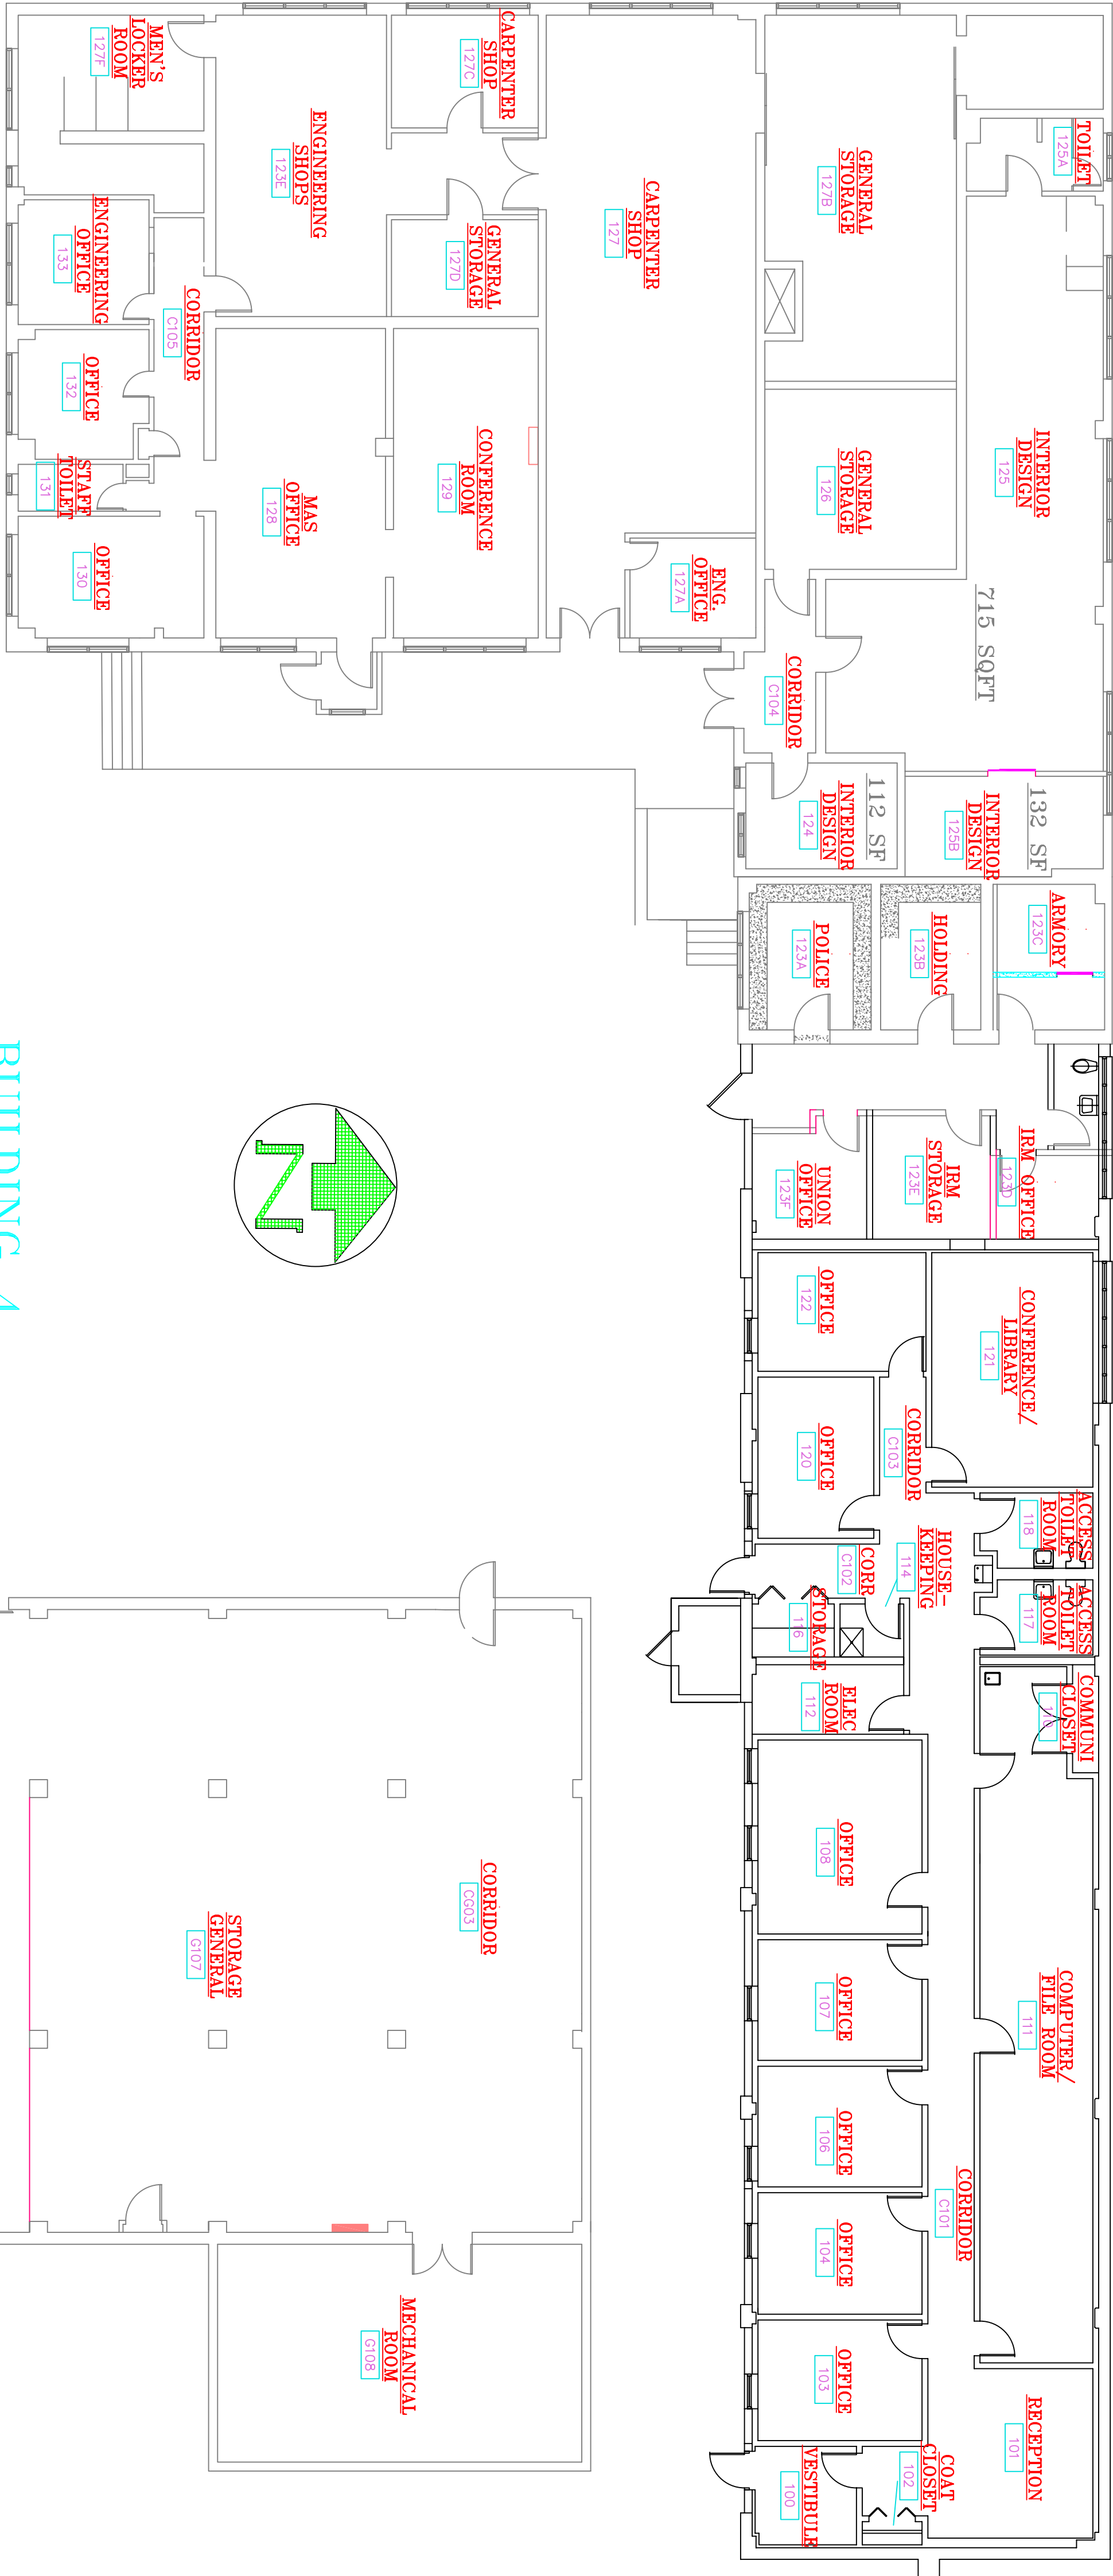 TOILET
125A
GENERAL
STORAGE
127B
CARPENTER
SHOP
127
CARPENTER
SHOP
127C
GENERAL
STORAGE
127D
ENGINEERING
SHOPS
123E
MEN'S
LOCKER
ROOM
127F
ENGINEERING
OFFICE
133
CORRIDOR
C105
OFFICE
132
STAFF
TOILET
131
OFFICE
130
MAS
OFFICE
128
CONFERENCE
ROOM
129
ENG.
OFFICE
127A
GENERAL
STORAGE
126
INTERIOR
DESIGN
125
715 SQFT
CORRIDOR
C104
INTERIOR
DESIGN
124
112 SF
132 SF
INTERIOR
DESIGN
125B
ARMORY
123C
HOLDING
123B
POLICE
123A
IRM OFFICE
123D
IRM
STORAGE
123E
UNION
OFFICE
123F
N
BUILDING 4
OFFICE
122
CONFERENCE/
LIBRARY
121
OFFICE
120
CORRIDOR
C103
ACCESS
TOILET
ROOM
118
ACCESS
TOILET
ROOM
117
HOUSE-
KEEPING
114
CORR
C102
STORAGE
116
ELEC
ROOM
112
COMMUNI
CLOSET
OFFICE
108
OFFICE
107
OFFICE
106
OFFICE
104
OFFICE
103
COMPUTER/
FILE ROOM
111
CORRIDOR
C101
RECEPTION
101
COAT
CLOSET
102
VESTIBULE
100
CORRIDOR
CG03
STORAGE
GENERAL
G107
MECHANICAL
ROOM
G108